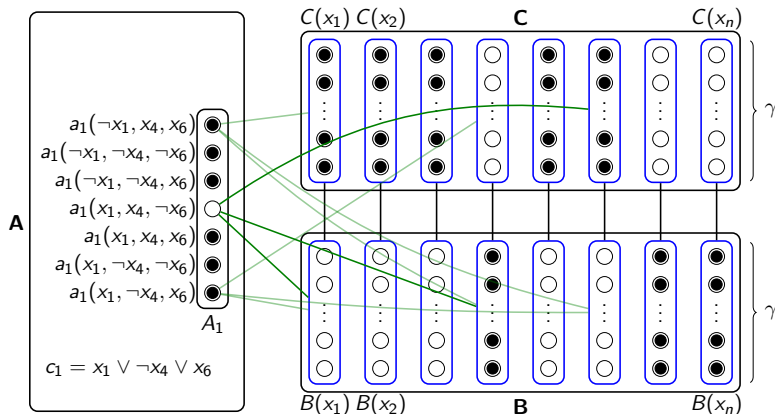 C(x₁) C(x₂) C C(xₙ)
γ
A
a₁(¬x₁, x₄, x₆)
a₁(¬x₁, ¬x₄, ¬x₆)
a₁(¬x₁, ¬x₄, x₆)
a₁(x₁, x₄, ¬x₆)
a₁(x₁, x₄, x₆)
a₁(x₁, ¬x₄, ¬x₆)
a₁(x₁, ¬x₄, x₆)
A₁
γ
c₁ = x₁ ∨ ¬x₄ ∨ x₆
B(x₁) B(x₂) B B(xₙ)